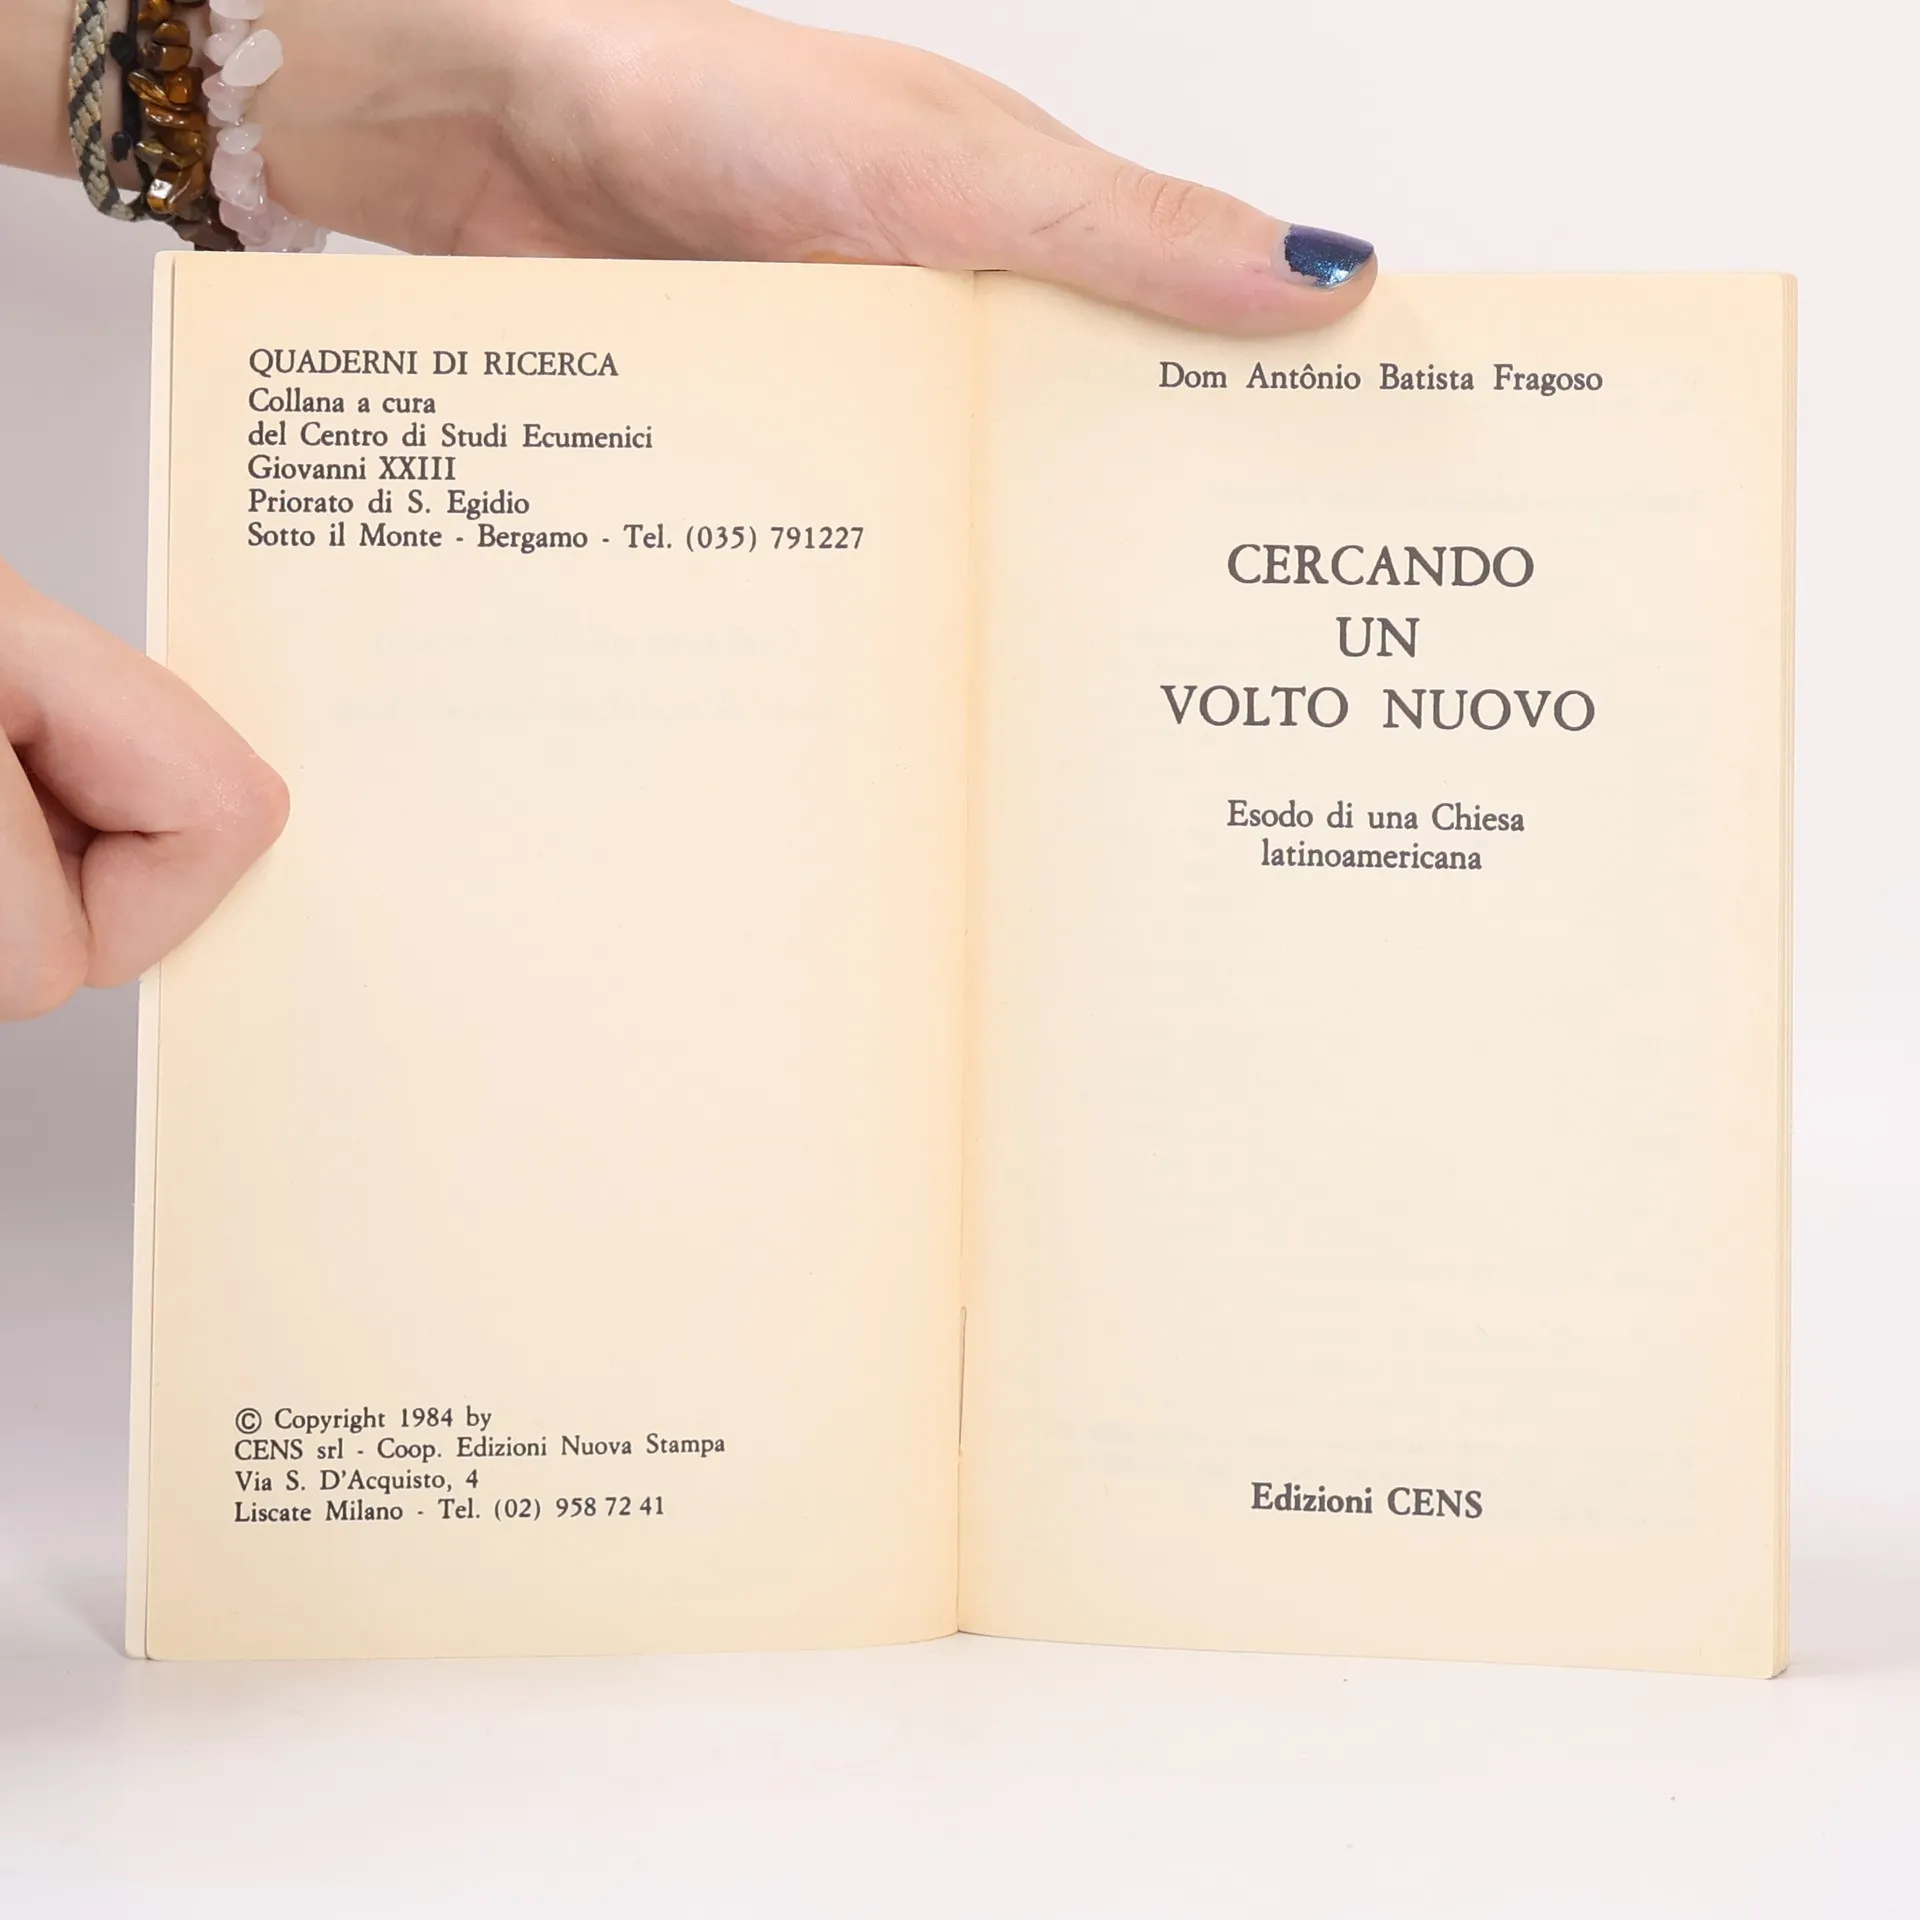 QUADERNI DI RICERCA
Collana a cura
del Centro di Studi Ecumenici
Giovanni XXIII
Priorato di S. Egidio
Sotto il Monte - Bergamo - Tel. (035) 791227
© Copyright 1984 by
CENS srl - Coop. Edizioni Nuova Stampa
Via S. D'Acquisto, 4
Liscate Milano - Tel. (02) 958 72 41
Dom Antônio Batista Fragoso
CERCANDO
UN
VOLTO NUOVO
Esodo di una Chiesa
latinoamericana
Edizioni CENS